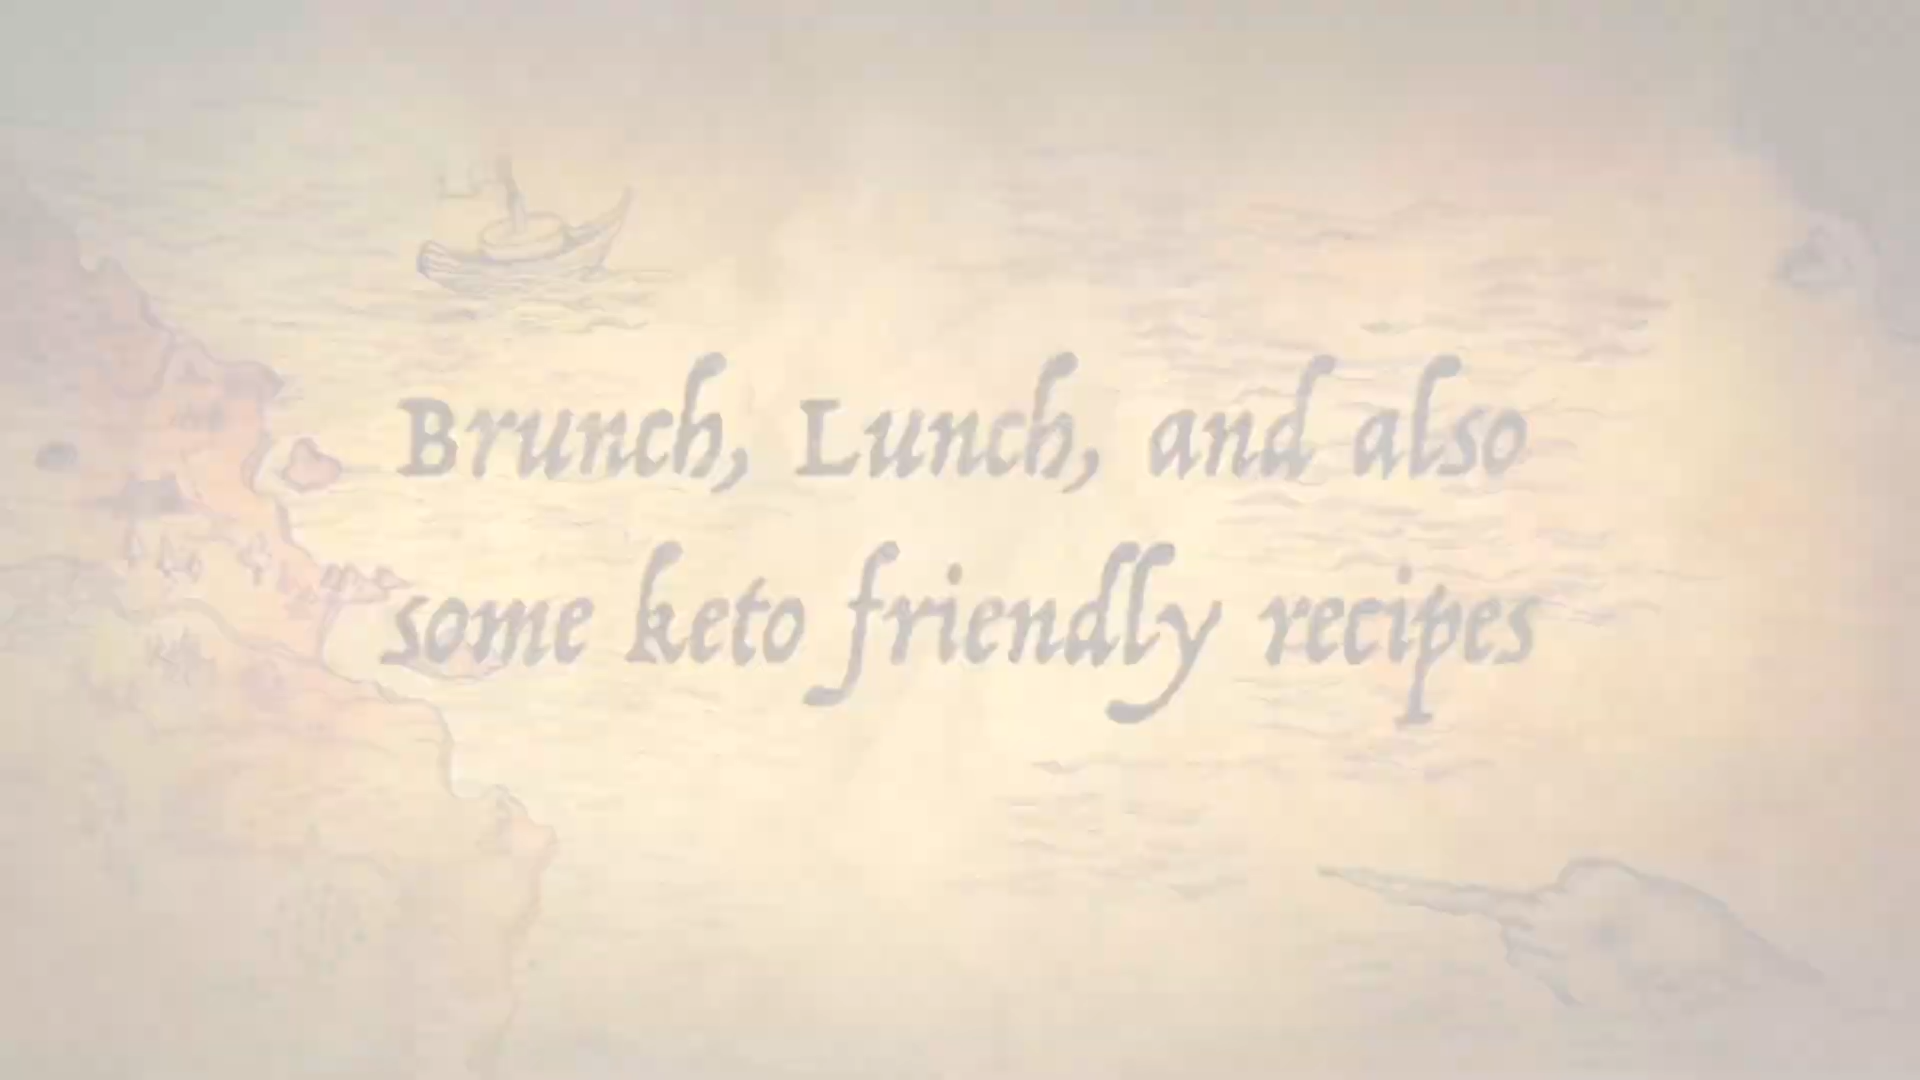 Brunch, Lunch, and also
some keto friendly recipes